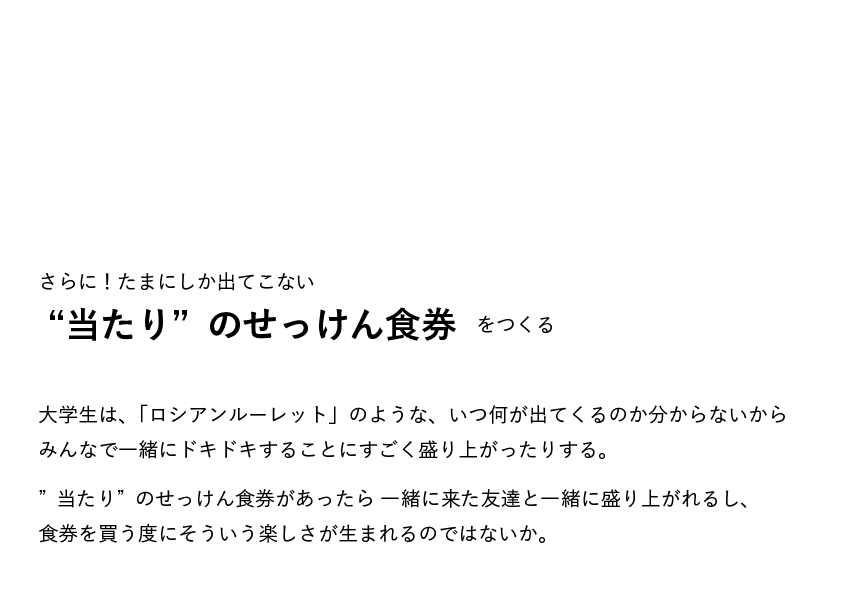 さらに！たまにしか出てこない
“当たり” のせっけん食券 をつくる
大学生は、「ロシアンルーレット」のような、いつ何が出てくるのか分からないから
みんなで一緒にドキドキすることにすごく盛り上がったりする。
” 当たり” のせっけん食券があったら 一緒に来た友達と一緒に盛り上がれるし、
食券を買う度にそういう楽しさが生まれるのではないか。